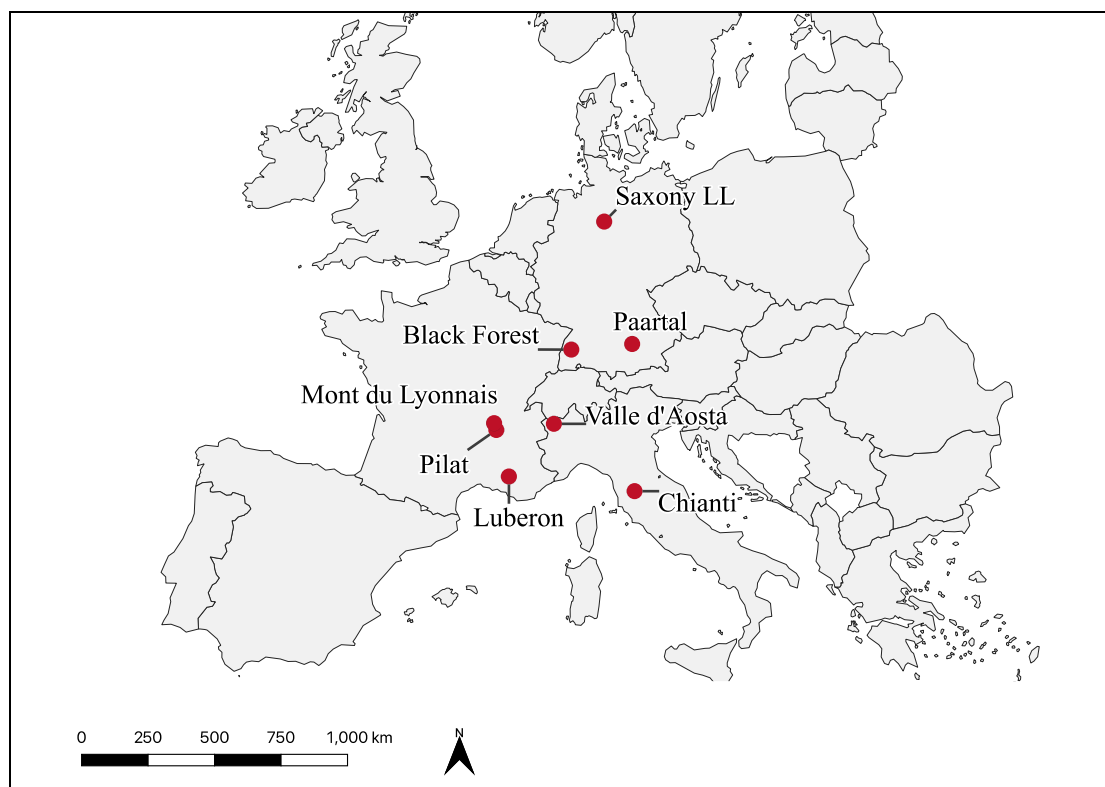 Saxony LL
Paartal
Black Forest
Mont du Lyonnais
Valle d'Aosta
Pilat
Chianti
Luberon
N
0 250 500 750 1,000 km